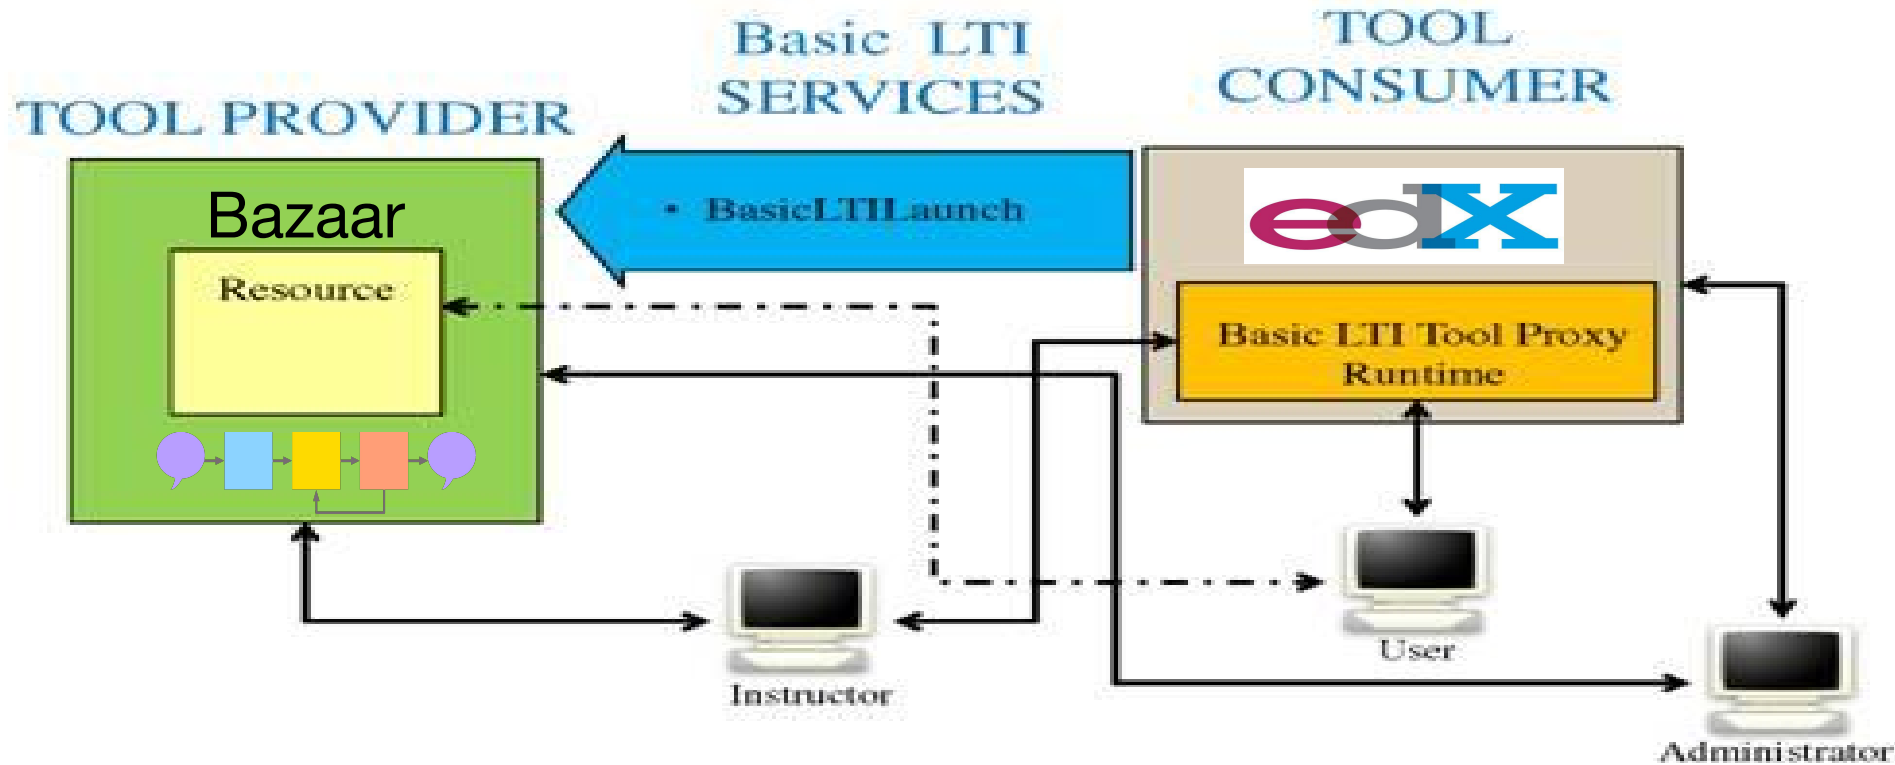 Basic LTI
SERVICES
TOOL
CONSUMER
TOOL PROVIDER
Bazaar
Resource
• BasicLTILaunch
edX
Basic LTI Tool Proxy
Runtime
Instructor
User
Administrator